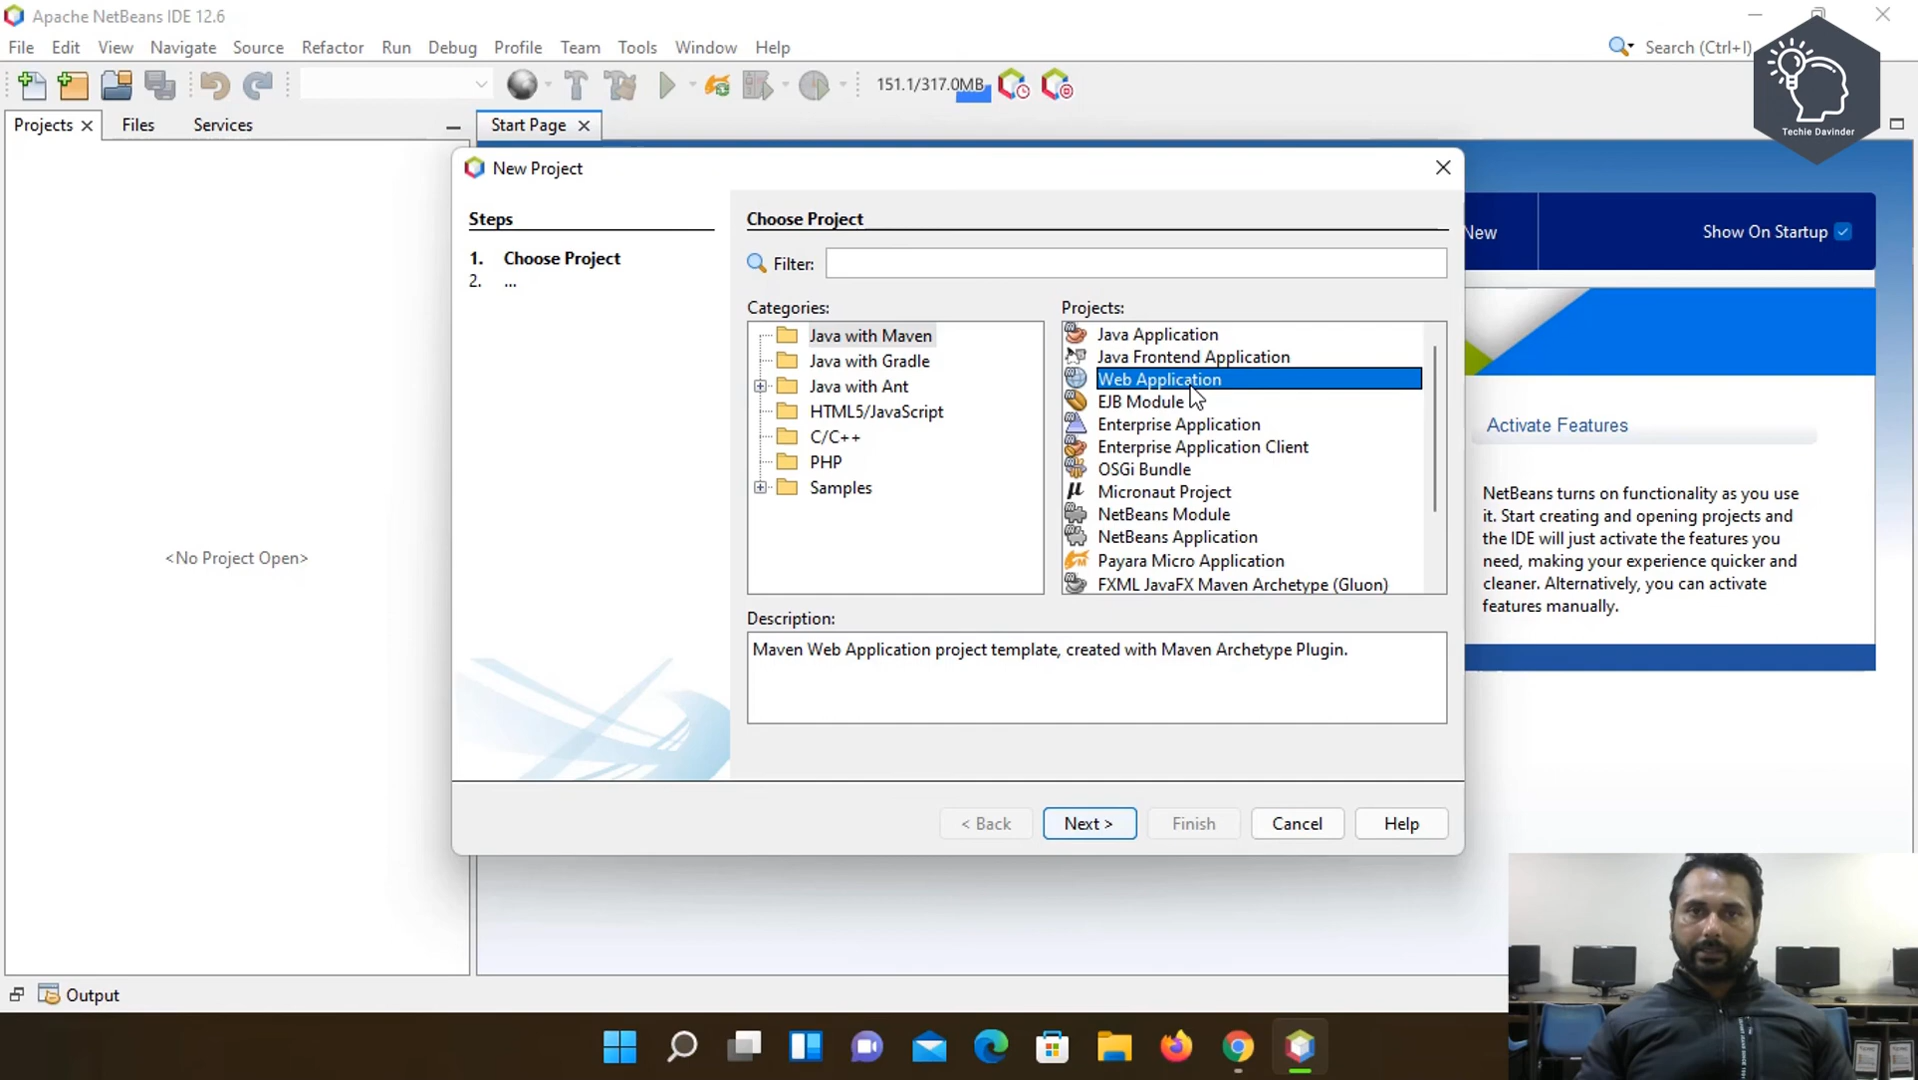 Apache NetBeans IDE 12.6
File Edit View Navigate Source Refactor Run Debug Profile Team Tools Window Help
Search (Ctrl+I)
151.1/317.0MB
Techie Davinder
Projects Files Services
Start Page
New Project
New
Show On Startup
Steps
Choose Project
1. Choose Project
2. ...
Filter:
Categories:
Projects:
Java with Maven
Java with Gradle
Java with Ant
HTML5/JavaScript
C/C++
PHP
Samples
Java Application
Java Frontend Application
Web Application
EJB Module
Enterprise Application
Enterprise Application Client
OSGi Bundle
Micronaut Project
NetBeans Module
NetBeans Application
Payara Micro Application
FXML JavaFX Maven Archetype (Gluon)
Activate Features
NetBeans turns on functionality as you use
it. Start creating and opening projects and
the IDE will just activate the features you
need, making your experience quicker and
cleaner. Alternatively, you can activate
features manually.
<No Project Open>
Description:
Maven Web Application project template, created with Maven Archetype Plugin.
< Back Next > Finish Cancel Help
Output